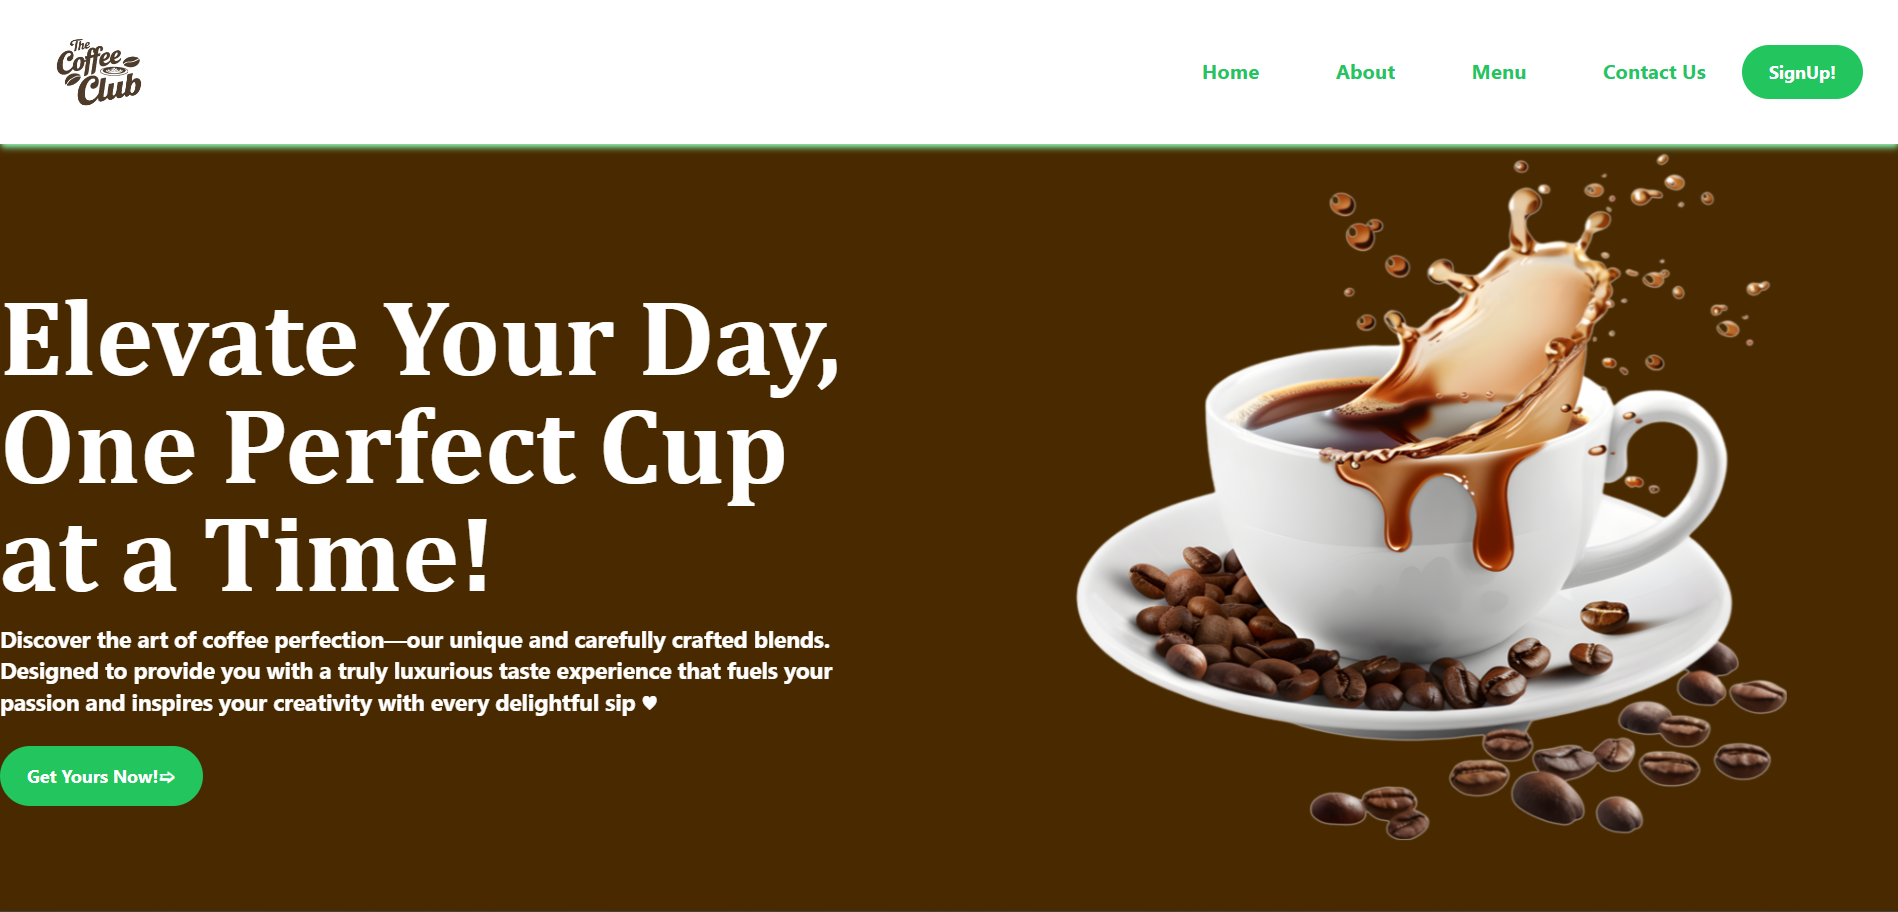 The
Coffee
Club
Home About Menu Contact Us SignUp!
Elevate Your Day,
One Perfect Cup
at a Time!
Discover the art of coffee perfection—our unique and carefully crafted blends.
Designed to provide you with a truly luxurious taste experience that fuels your
passion and inspires your creativity with every delightful sip ♥
Get Yours Now!➯